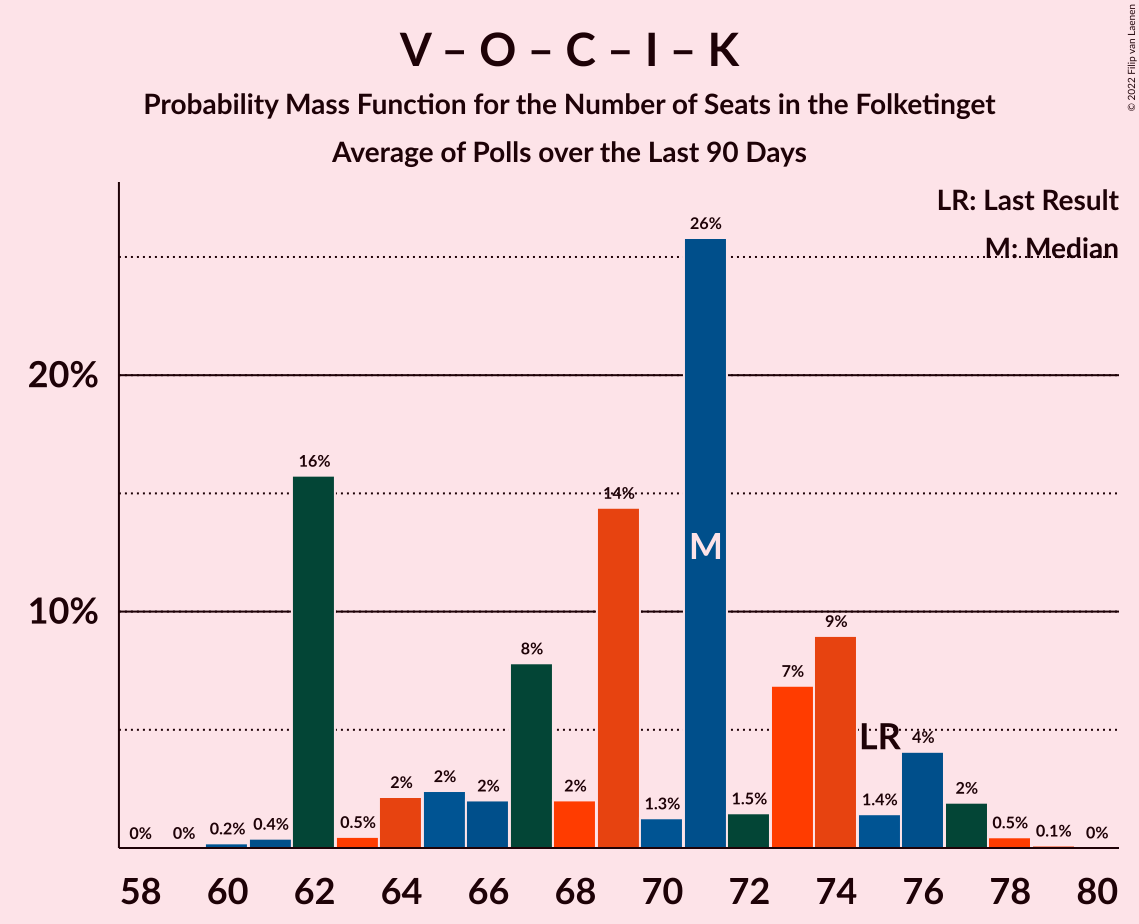 V – O – C – I – K
Probability Mass Function for the Number of Seats in the Folketinget
Average of Polls over the Last 90 Days
© 2022 Filip van Laenen
LR: Last Result
M: Median
20%
10%
0%
0%
0.2%
0.4%
16%
0.5%
2%
2%
2%
8%
2%
14%
1.3%
26%
M
1.5%
7%
9%
LR
1.4%
4%
2%
0.5%
0.1%
0%
58 60 62 64 66 68 70 72 74 76 78 80